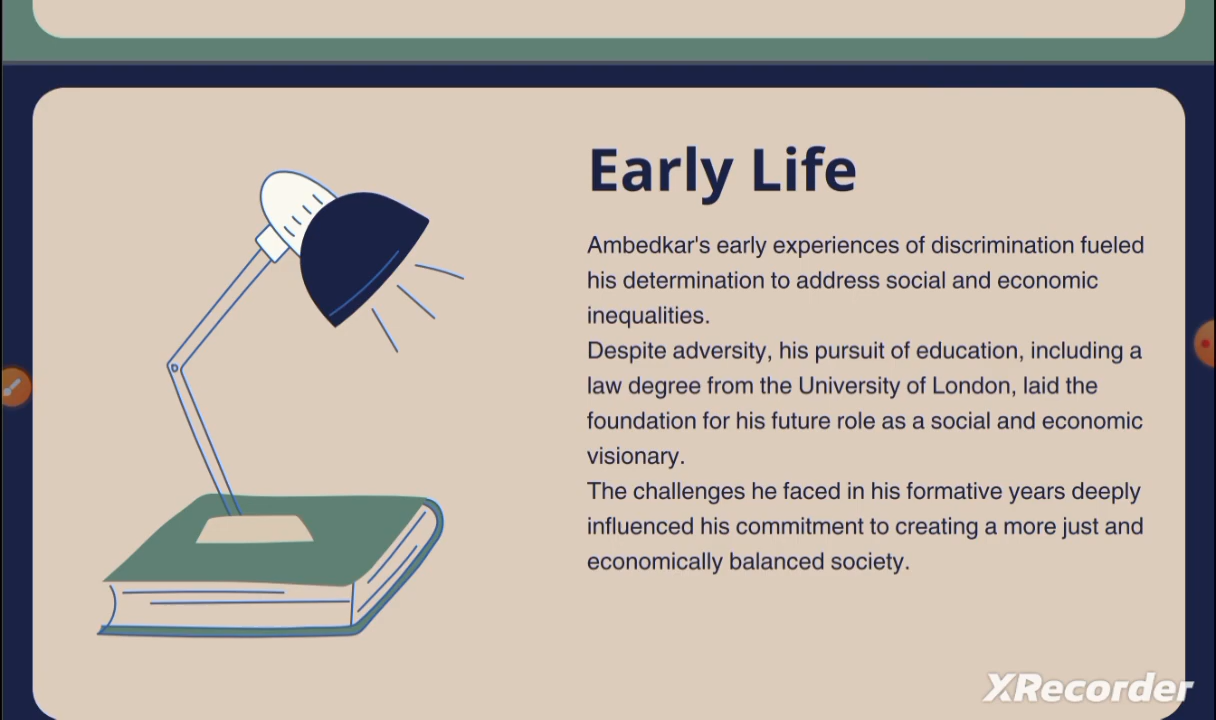 Early Life
Ambedkar's early experiences of discrimination fueled
his determination to address social and economic
inequalities.
Despite adversity, his pursuit of education, including a
law degree from the University of London, laid the
foundation for his future role as a social and economic
visionary.
The challenges he faced in his formative years deeply
influenced his commitment to creating a more just and
economically balanced society.
XRecorder